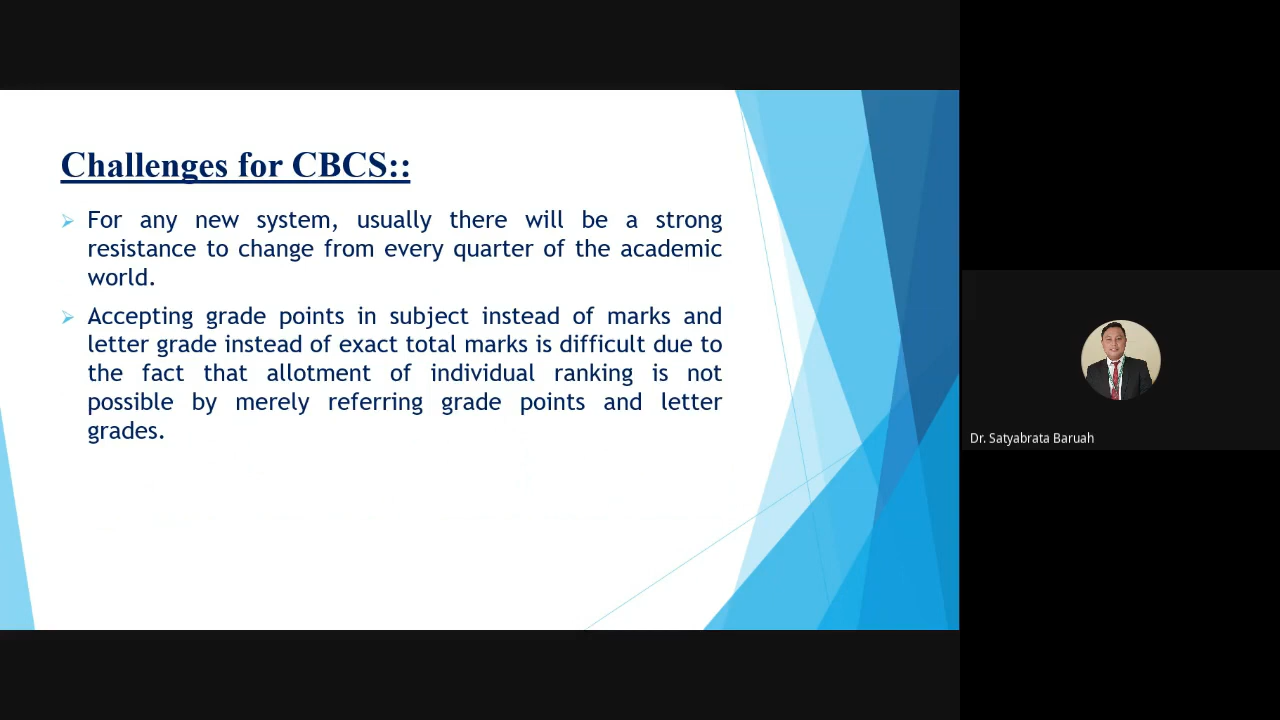 Challenges for CBCS::
For any new system, usually there will be a strong
resistance to change from every quarter of the academic
world.
Accepting grade points in subject instead of marks and
letter grade instead of exact total marks is difficult due to
the fact that allotment of individual ranking is not
possible by merely referring grade points and letter
grades.
Dr. Satyabrata Baruah